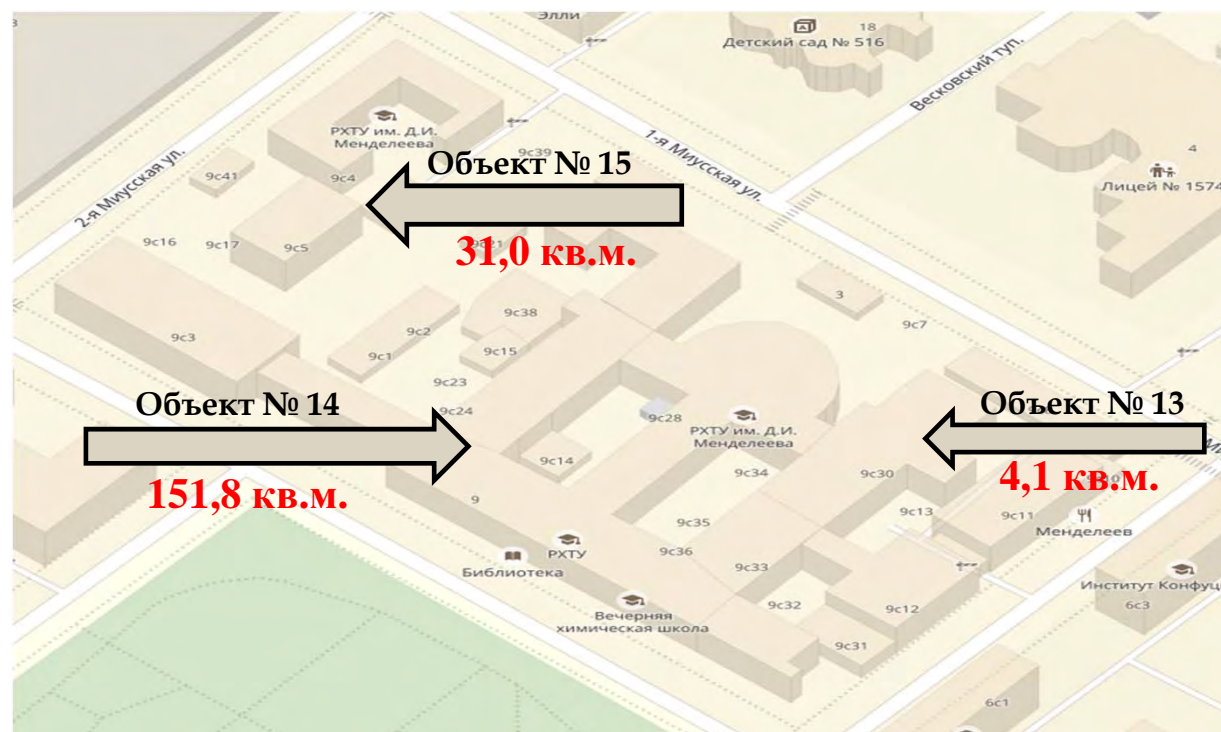 Элли
18
Детский сад № 516
Весковский туп.
РХТУ им. Д.И.
Менделеева
1-я Миусская ул.
4
Лицей № 1574
9с39
Объект № 15
9с41
9с4
2-я Миусская ул.
9с16
9с17
9с5
31,0 кв.м.
3
9с38
9с7
9с3
9с2
9с1
9с15
9с23
9с24
Объект № 14
9с28
РХТУ им. Д.И.
Менделеева
Объект № 13
9с14
9с34
9с30
151,8 кв.м.
4,1 кв.м.
9
9с35
9с13
9с11
Менделеев
РХТУ
Библиотека
9с36
9с33
Институт Конфуц
6с3
Вечерняя
химическая школа
9с32
9с12
9с31
6с1